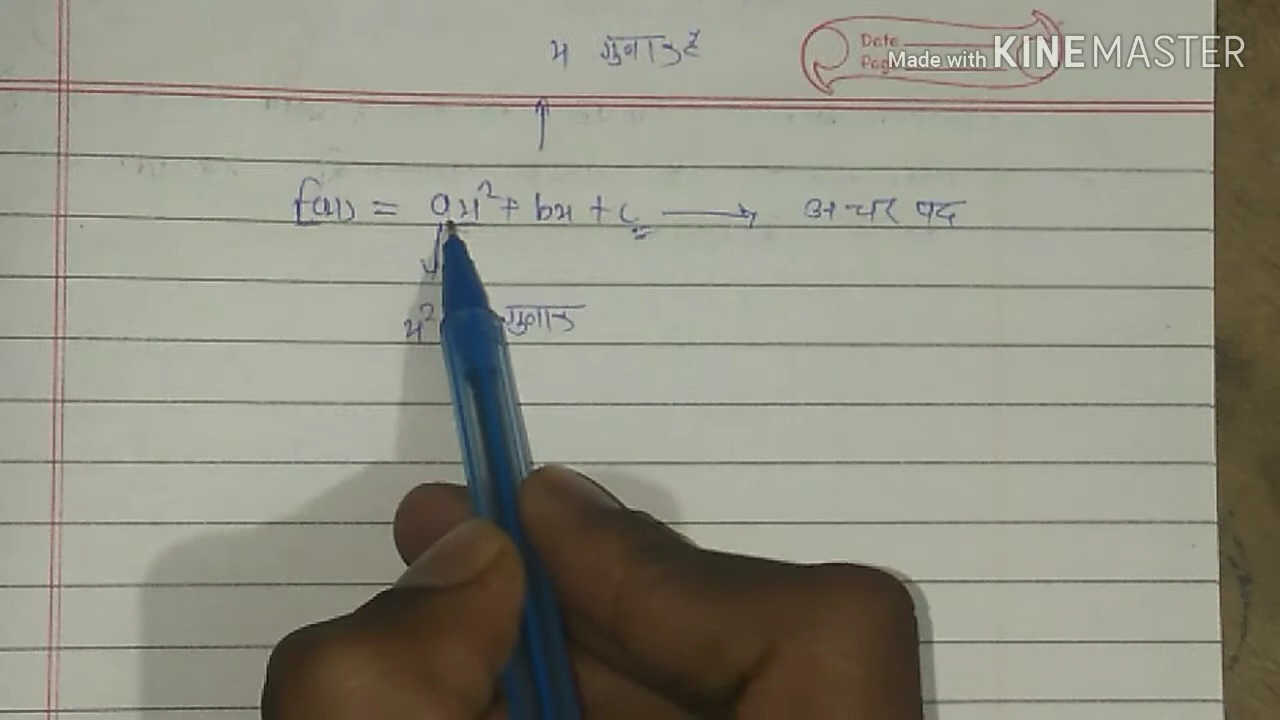 x गुणांक है
Date
Page
Made with KINEMASTER
f(x) = ax² + bx + c → अचर पद
x² गुणांक